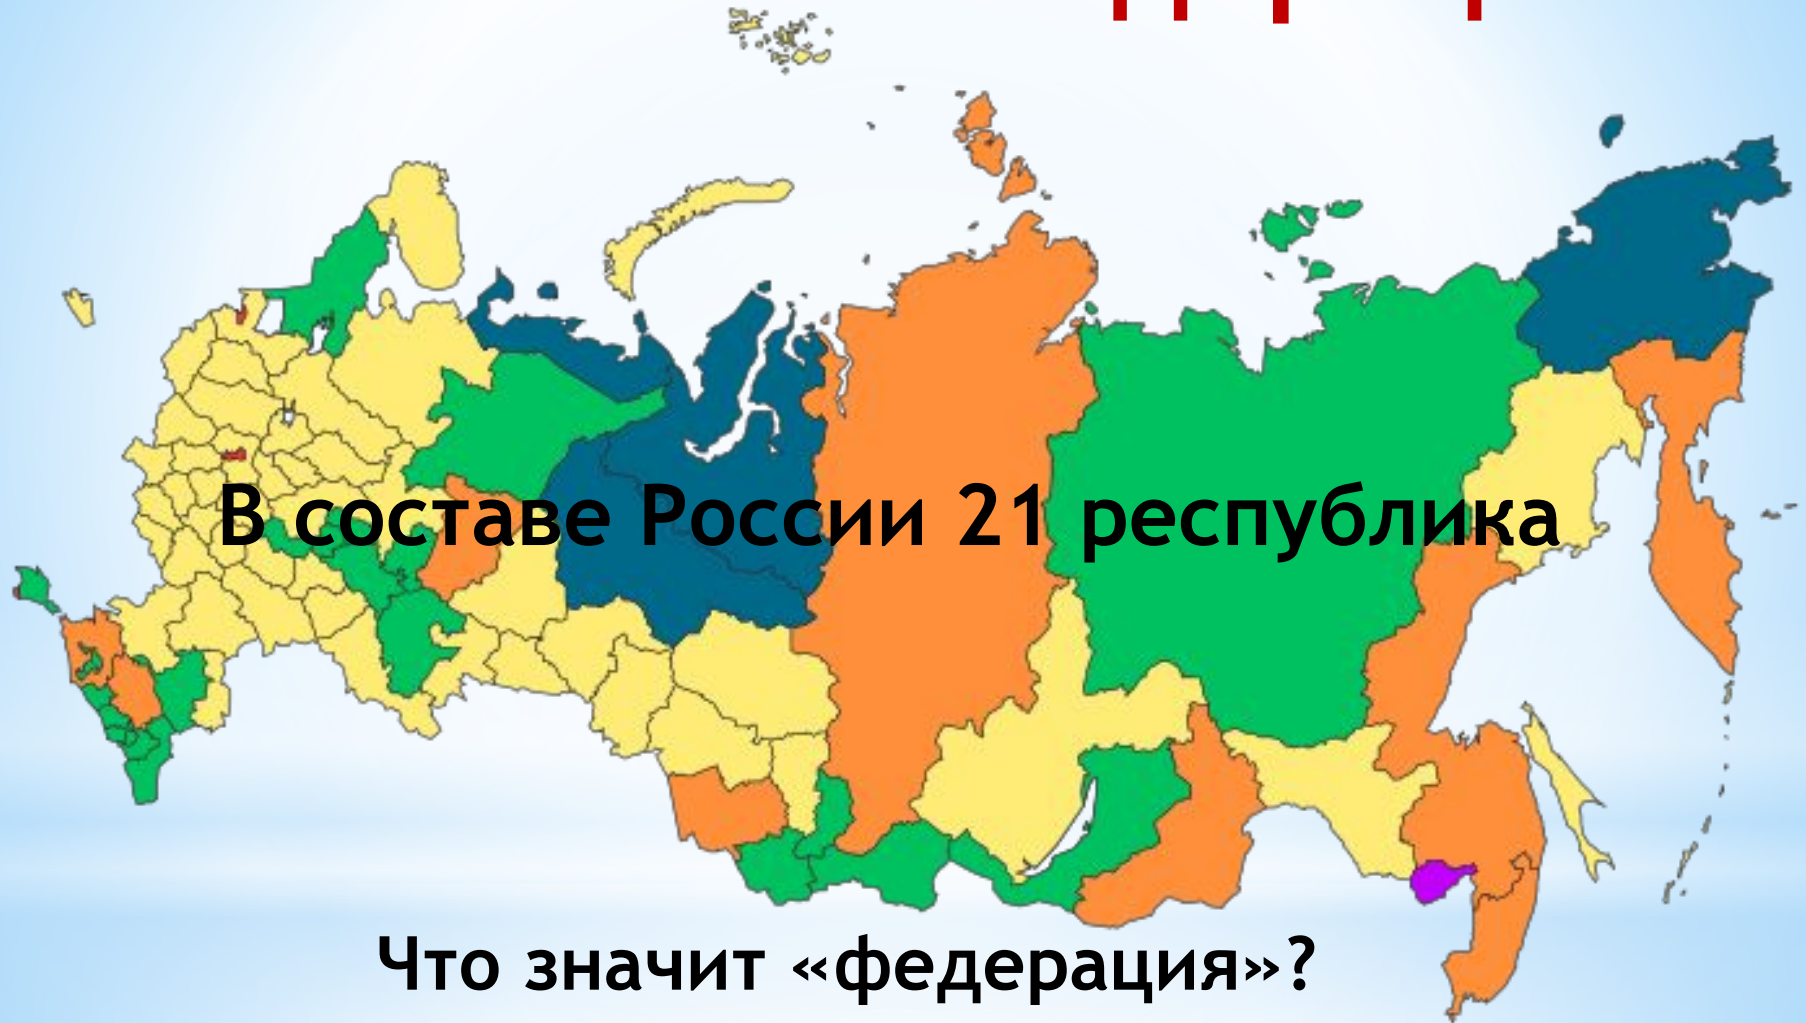 В составе России 21 республика
Что значит «федерация»?